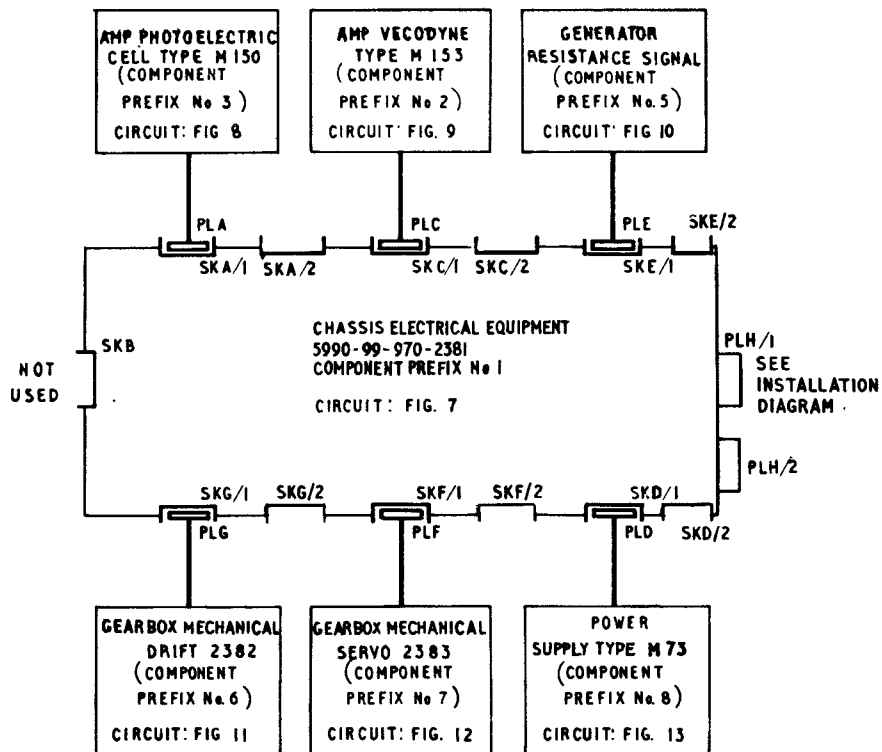 AMP PHOTOELECTRIC
CELL TYPE M 150
(COMPONENT
PREFIX No 3)
CIRCUIT: FIG 8
AMP VECODYNE
TYPE M 153
(COMPONENT
PREFIX No 2)
CIRCUIT' FIG. 9
GENERATOR
RESISTANCE SIGNAL
(COMPONENT
PREFIX No. 5)
CIRCUIT' FIG 10
PLA
PLC
PLE
SKE/2
SKA/1
SKA/2
SKC/1
SKC/2
SKE/1
SKB
NOT
USED
CHASSIS ELECTRICAL EQUIPMENT
5990-99-970-2381
COMPONENT PREFIX No 1
CIRCUIT: FIG. 7
PLH/1
SEE
INSTALLATION
DIAGRAM.
PLH/2
SKG/1
SKG/2
SKF/1
SKF/2
SKD/1
PLG
PLF
PLD
SKD/2
GEARBOX MECHANICAL
DRIFT 2382
(COMPONENT
PREFIX No. 6)
CIRCUIT: FIG 11
GEARBOX MECHANICAL
SERVO 2383
(COMPONENT
PREFIX No 7)
CIRCUIT: FIG. 12
POWER
SUPPLY TYPE M 73
(COMPONENT
PREFIX No. 8)
CIRCUIT: FIG. 13